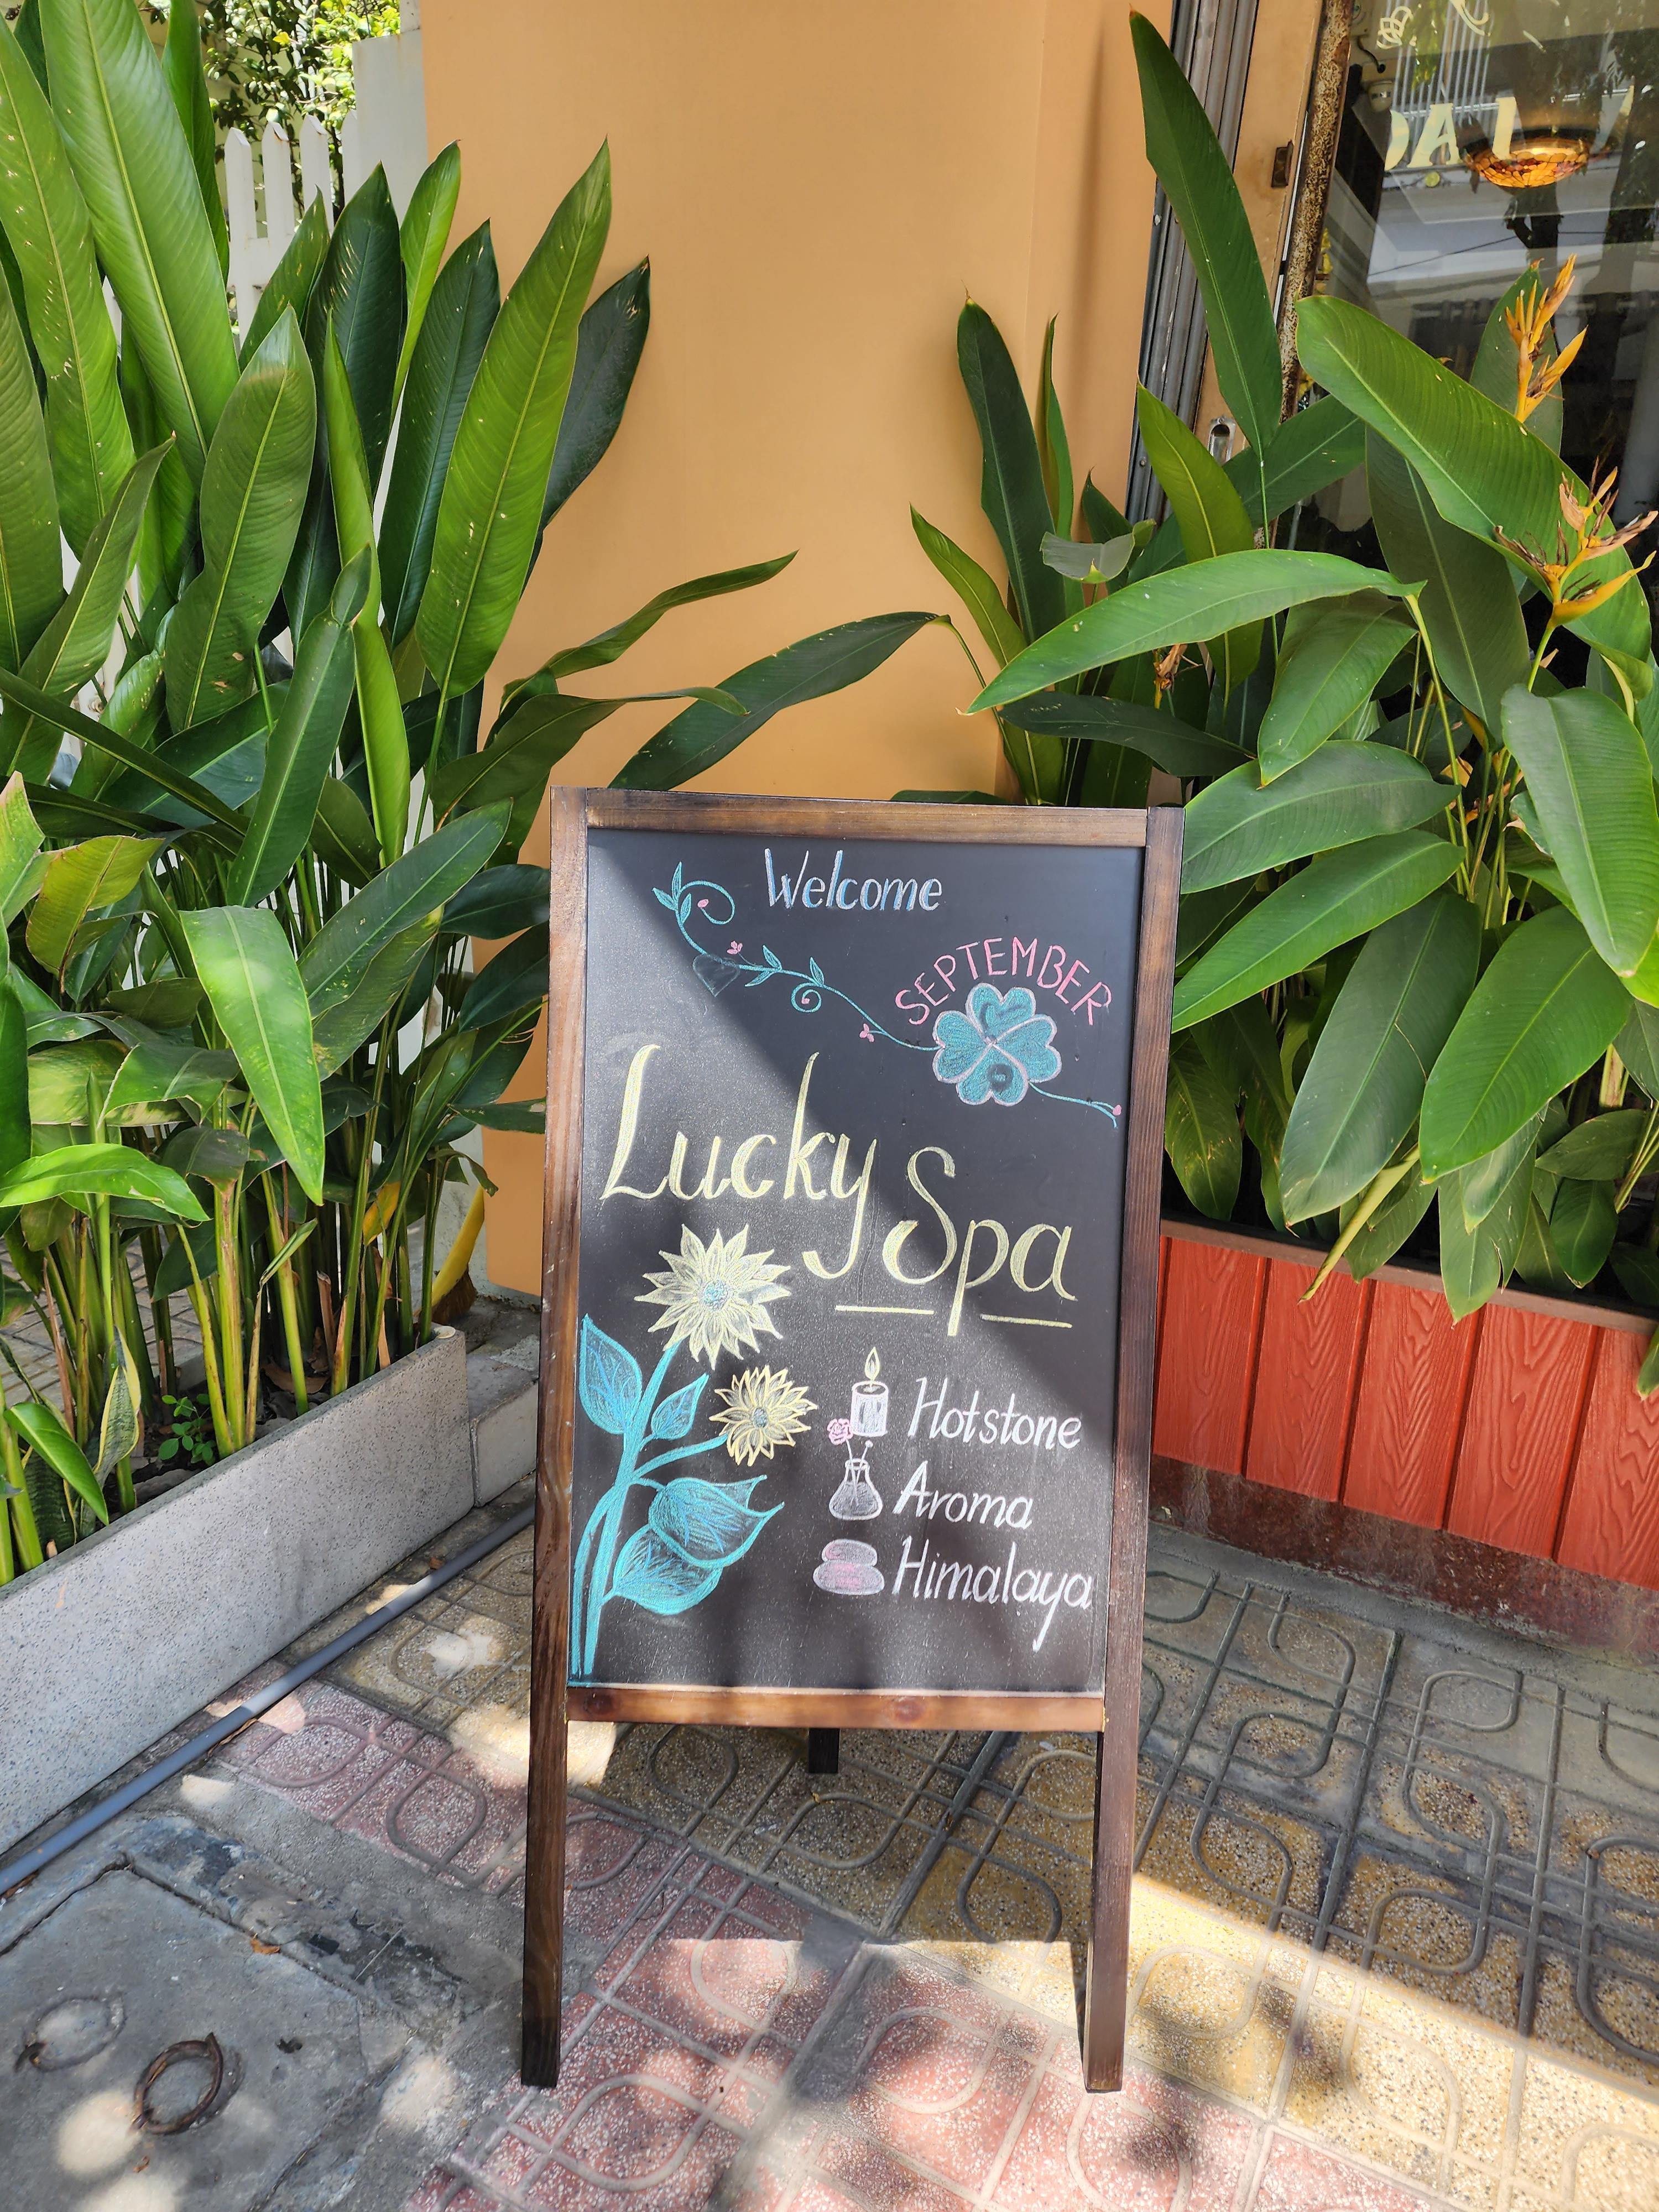 Welcome
SEPTEMBER
Lucky Spa
Hotstone
Aroma
Himalaya